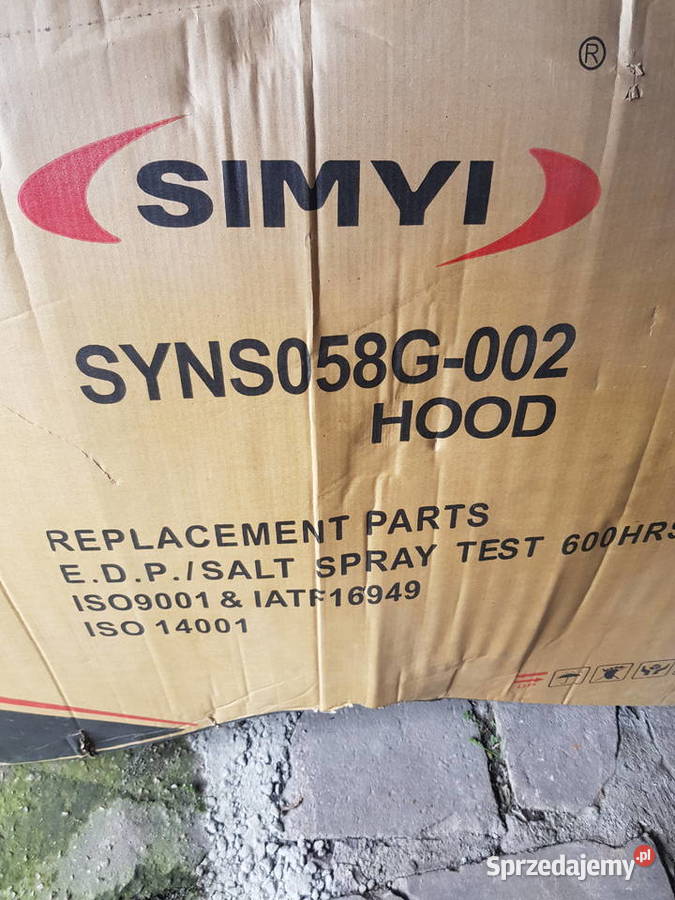 ®
SIMYI
SYNS058G-002
HOOD
REPLACEMENT PARTS
E.D.P./SALT SPRAY TEST 600HRS
ISO9001 & IATF16949
ISO 14001
Sprzedajemy.pl